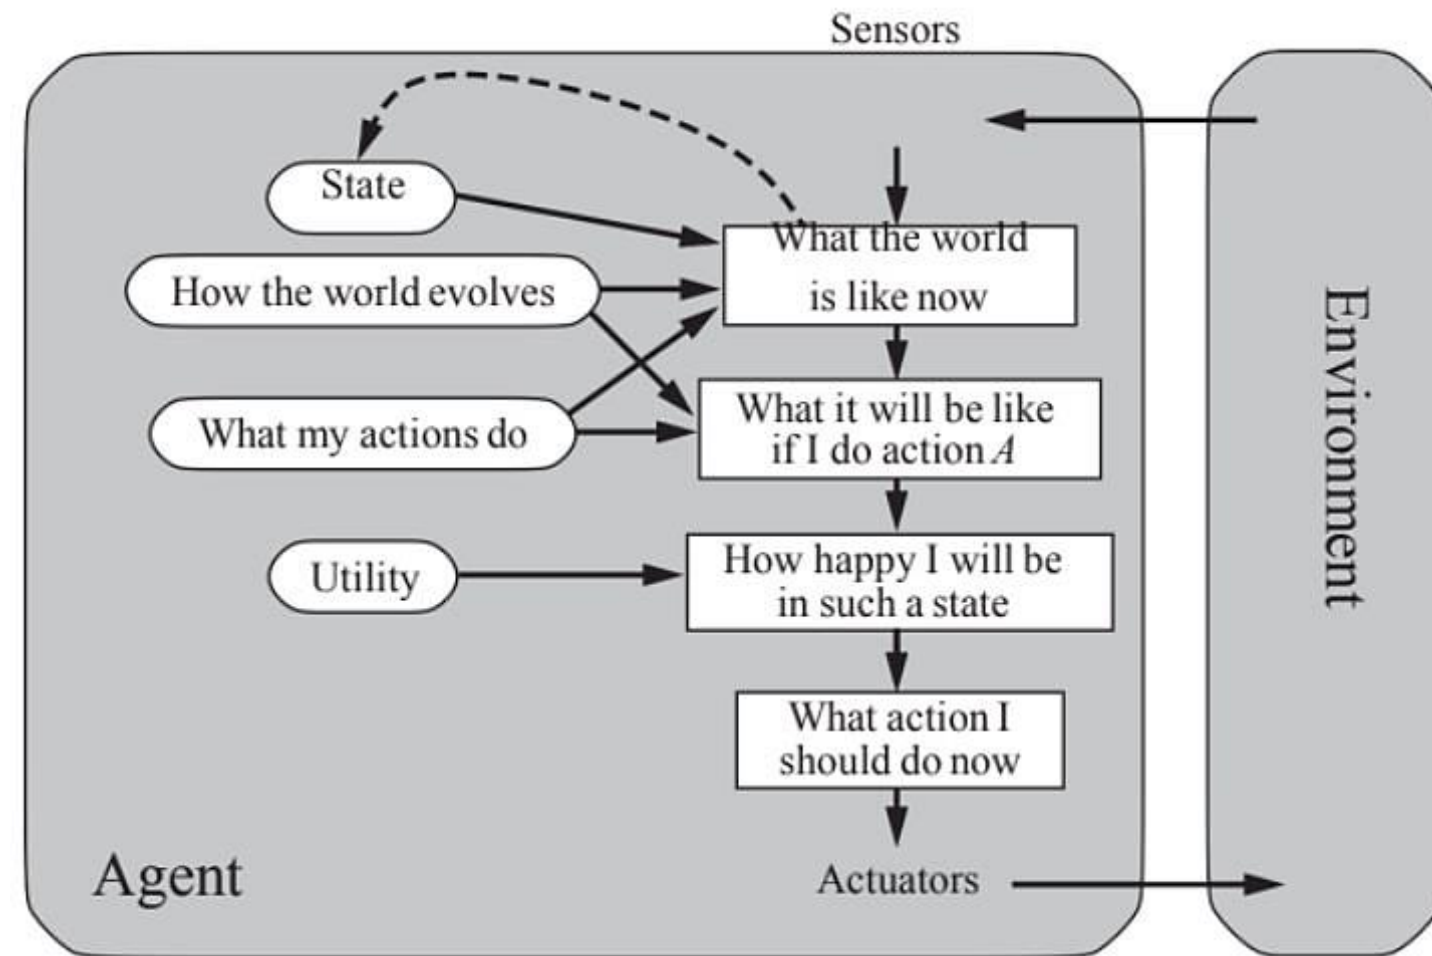 Sensors
State
What the world
is like now
How the world evolves
What my actions do
What it will be like
if I do action A
Utility
How happy I will be
in such a state
What action I
should do now
Agent
Actuators
Environment